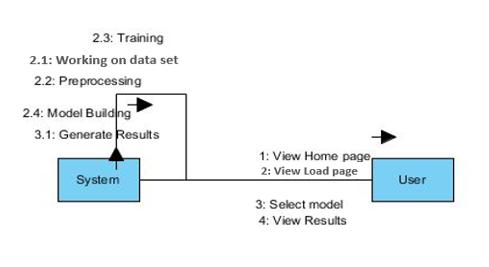 2.3: Training
2.1: Working on data set
2.2: Preprocessing
2.4: Model Building
3.1: Generate Results
System
1: View Home page
2: View Load page
User
3: Select model
4: View Results